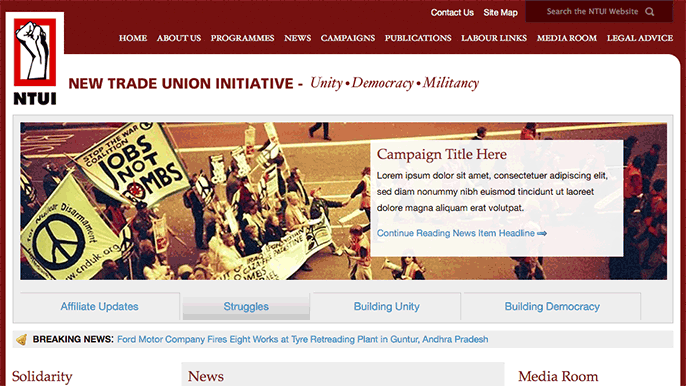 Contact Us Site Map Search the NTUI Website
HOME ABOUT US PROGRAMMES NEWS CAMPAIGNS PUBLICATIONS LABOUR LINKS MEDIA ROOM LEGAL ADVICE
NTUI
NEW TRADE UNION INITIATIVE - Unity • Democracy • Militancy
STOP THE WAR
COALITION
JOBS
NOT
BOMBS
for Nuclear Disarmament
www.cnduk.org
Campaign Title Here
Lorem ipsum dolor sit amet, consectetuer adipiscing elit,
sed diam nonummy nibh euismod tincidunt ut laoreet
dolore magna aliquam erat volutpat.
Continue Reading News Item Headline ⇒
Affiliate Updates Struggles Building Unity Building Democracy
BREAKING NEWS: Ford Motor Company Fires Eight Works at Tyre Retreading Plant in Guntur, Andhra Pradesh
Solidarity News Media Room